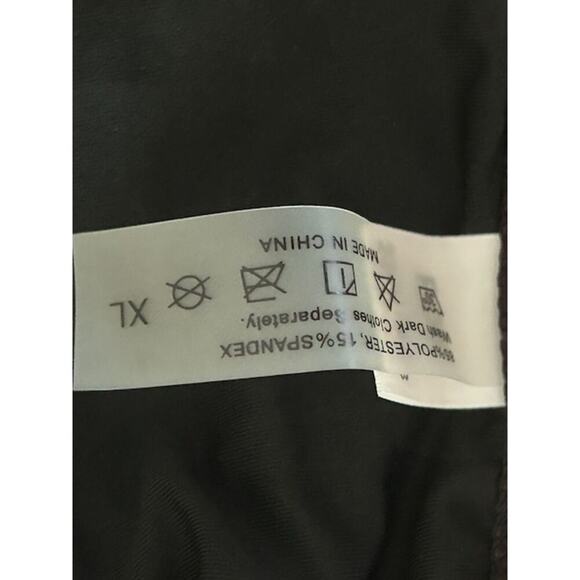 85%POLYESTER, 15%SPANDEX
Wash Dark Clothes Separately.
XL
MADE IN CHINA